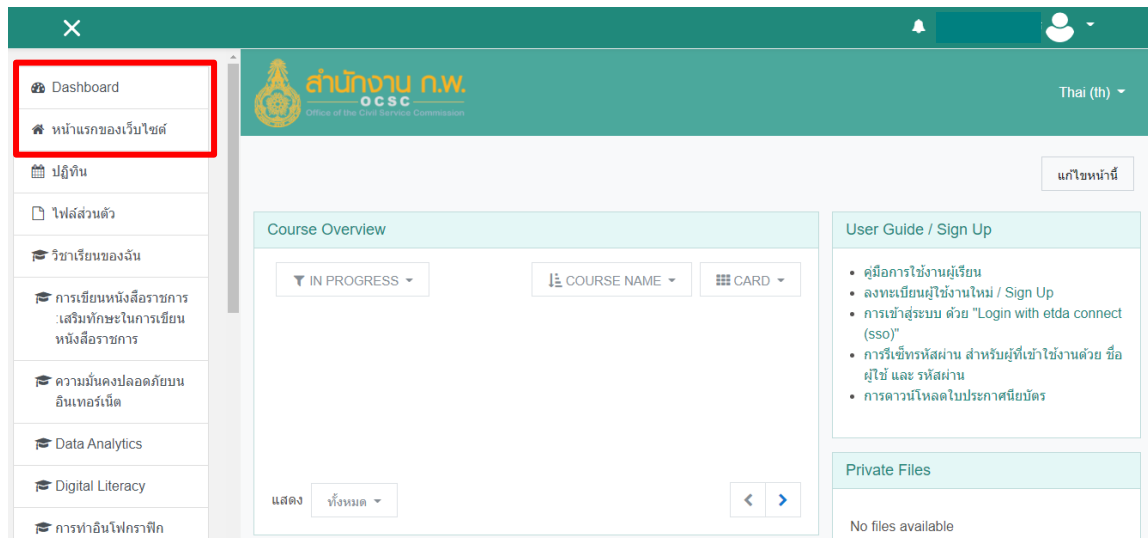 Dashboard
หน้าแรกของเว็บไซต์
ปฏิทิน
ไฟล์ส่วนตัว
วิชาเรียนของฉัน
การเขียนหนังสือราชการ
:เสริมทักษะในการเขียน
หนังสือราชการ
ความมั่นคงปลอดภัยบน
อินเทอร์เน็ต
Data Analytics
Digital Literacy
การทำอินโฟกราฟิก
สำนักงาน ก.พ.
OCSC
Office of the Civil Service Commission
Thai (th)
แก้ไขหน้านี้
Course Overview
IN PROGRESS
COURSE NAME
CARD
แสดง
ทั้งหมด
User Guide / Sign Up
คู่มือการใช้งานผู้เรียน
ลงทะเบียนผู้ใช้งานใหม่ / Sign Up
การเข้าสู่ระบบ ด้วย "Login with etda connect
(sso)"
การรีเซ็ทรหัสผ่าน สำหรับผู้ที่เข้าใช้งานด้วย ชื่อ
ผู้ใช้ และ รหัสผ่าน
การดาวน์โหลดใบประกาศนียบัตร
Private Files
No files available